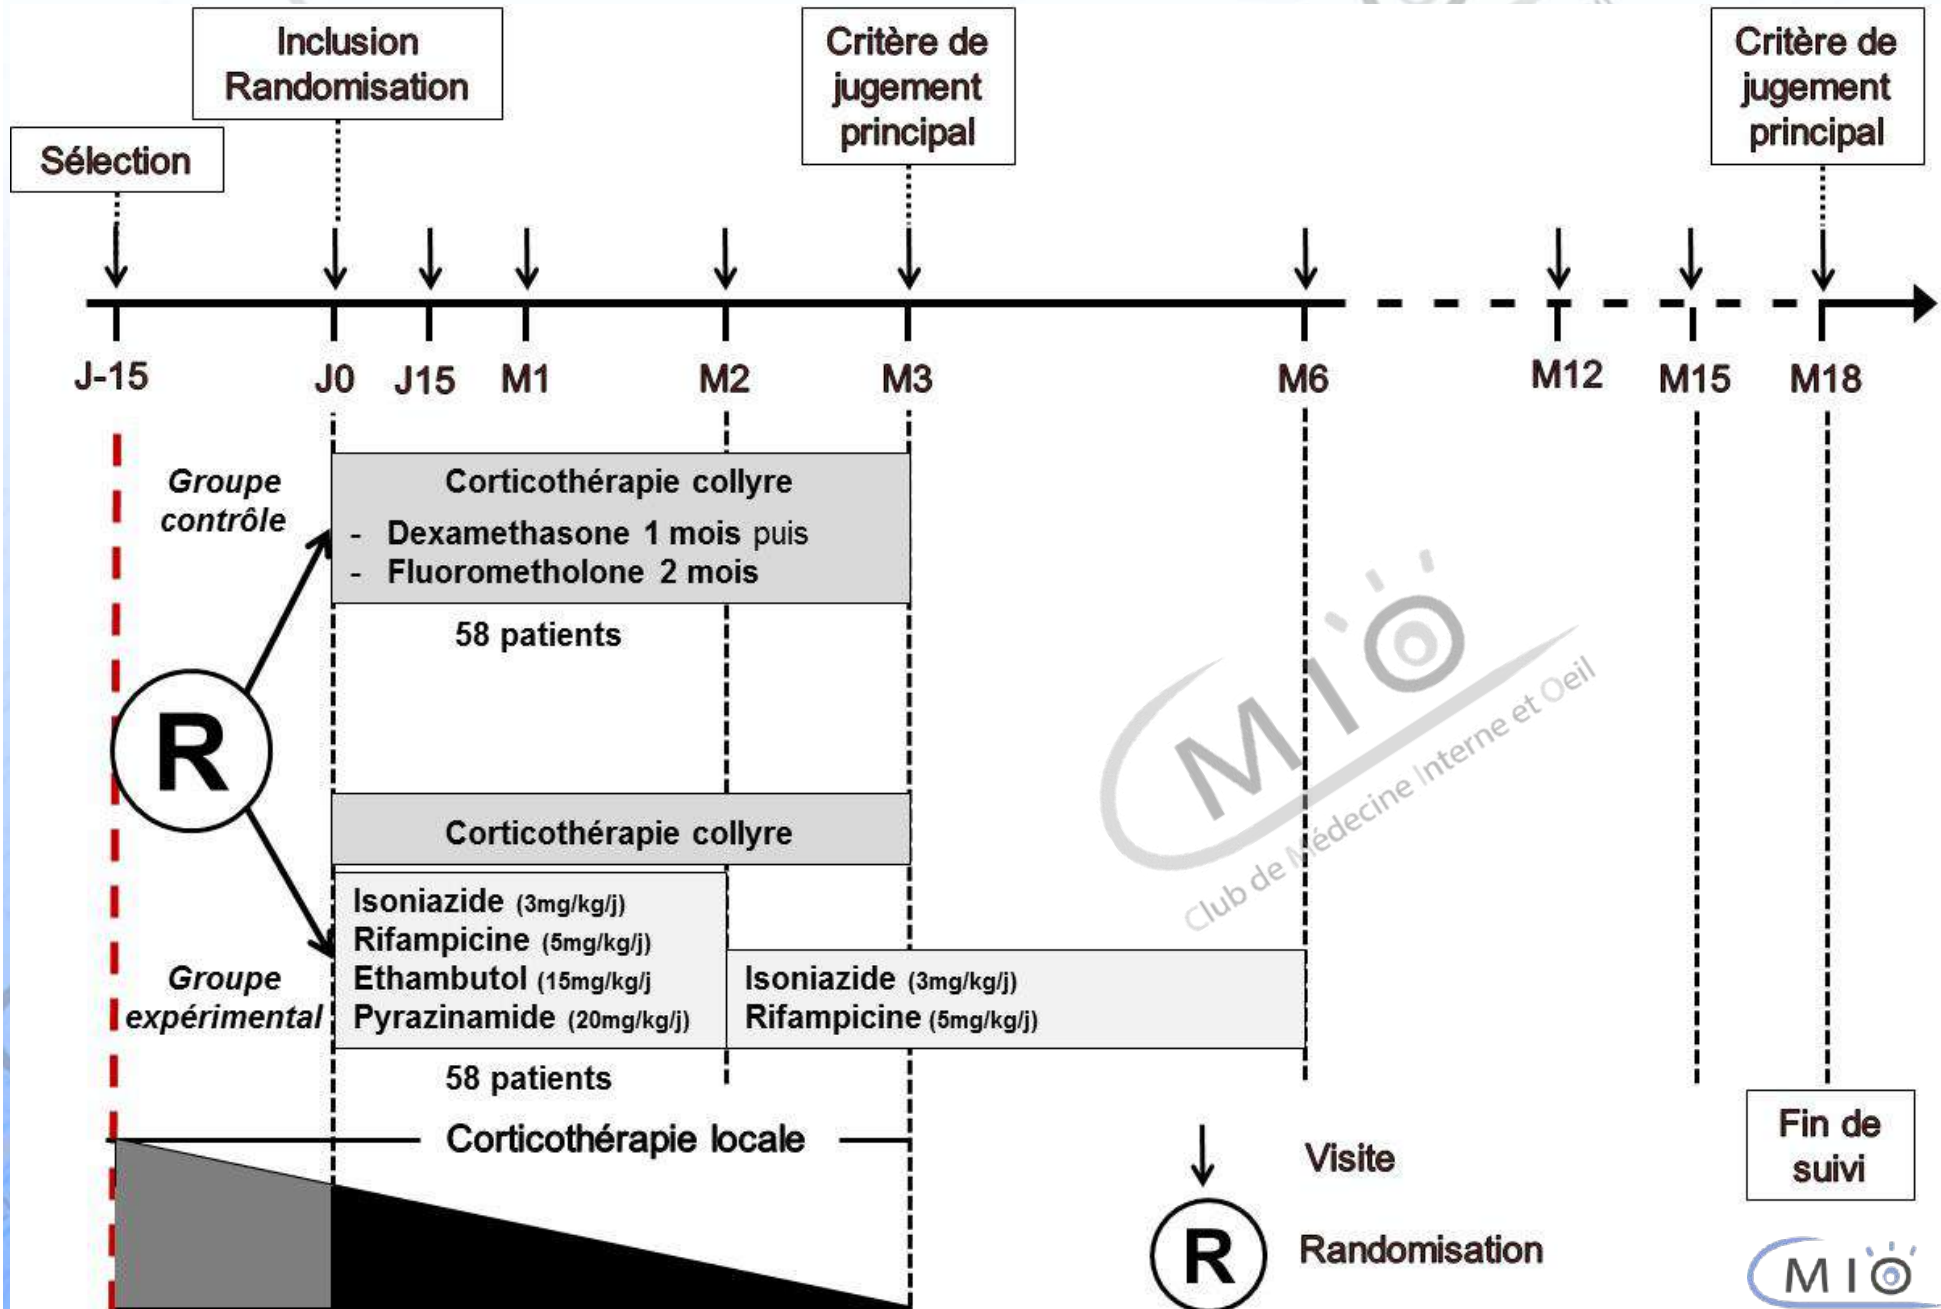 Inclusion
Randomisation
Critère de
jugement
principal
Critère de
jugement
principal
Sélection
J-15
J0
J15
M1
M2
M3
M6
M12
M15
M18
Groupe
contrôle
Corticothérapie collyre
- Dexamethasone 1 mois puis
- Fluorometholone 2 mois
58 patients
R
MIO
Club de Médecine Interne et Oeil
Corticothérapie collyre
Groupe
expérimental
Isoniazide (3mg/kg/j)
Rifampicine (5mg/kg/j)
Ethambutol (15mg/kg/j
Pyrazinamide (20mg/kg/j)
Isoniazide (3mg/kg/j)
Rifampicine (5mg/kg/j)
58 patients
Corticothérapie locale
Visite
R
Randomisation
Fin de
suivi
MIO